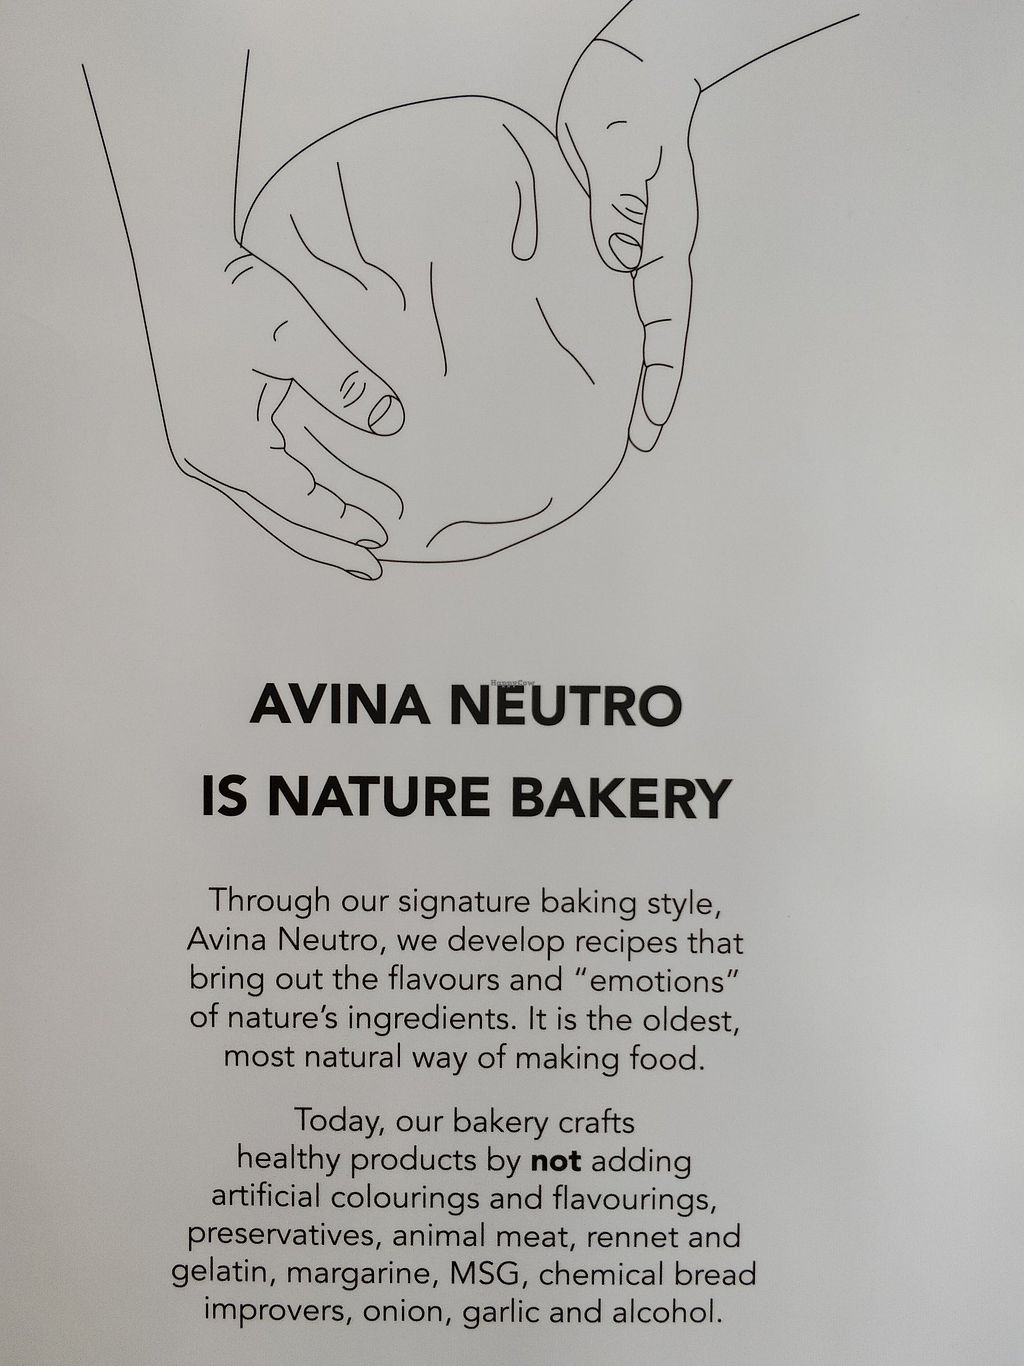 HappyCow
AVINA NEUTRO
IS NATURE BAKERY
Through our signature baking style,
Avina Neutro, we develop recipes that
bring out the flavours and “emotions”
of nature’s ingredients. It is the oldest,
most natural way of making food.
Today, our bakery crafts
healthy products by not adding
artificial colourings and flavourings,
preservatives, animal meat, rennet and
gelatin, margarine, MSG, chemical bread
improvers, onion, garlic and alcohol.